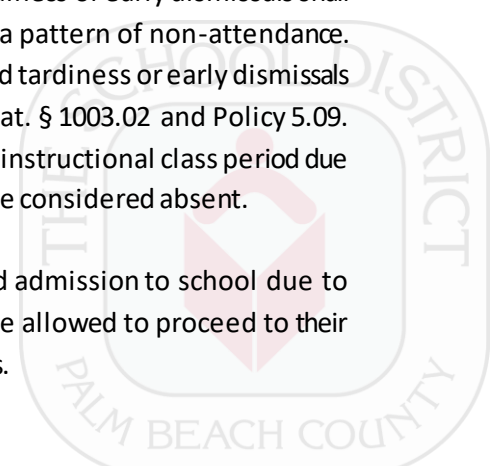 a pattern of non-attendance.
d tardiness or early dismissals
at. § 1003.02 and Policy 5.09.
instructional class period due
e considered absent.
d admission to school due to
e allowed to proceed to their
s.
THE SCHOOL DISTRICT
PALM BEACH COUNTY